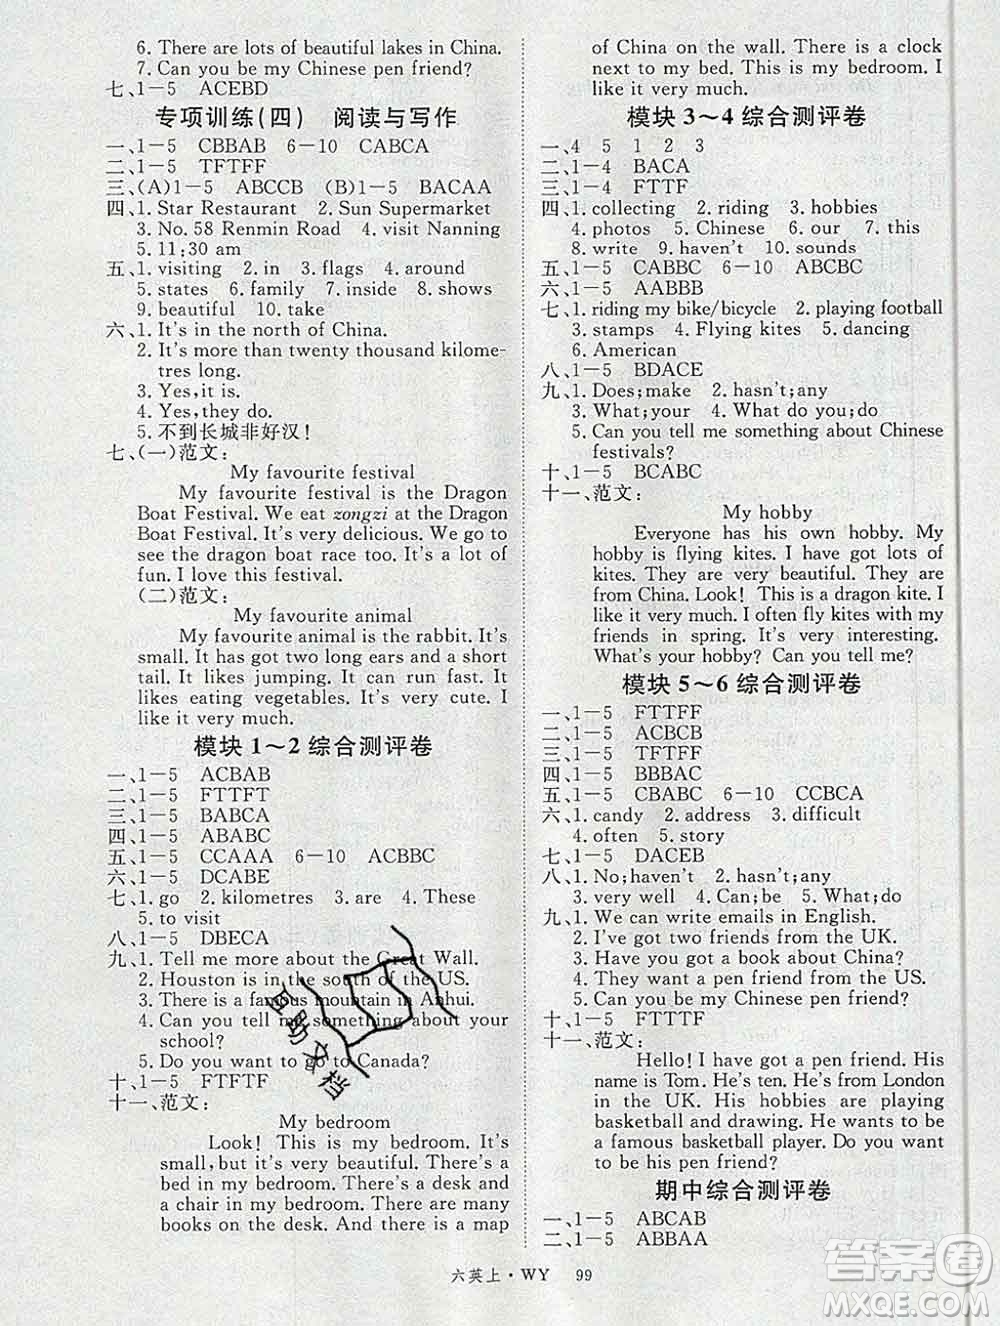 6. There are lots of beautiful lakes in China.
7. Can you be my Chinese pen friend?
七、1－5　ACEBD
专项训练(四)　阅读与写作
一、1－5　CBBAB　6－10　CABCA
二、1－5　TFTFF
三、(A)1－5　ABCCB　(B)1－5　BACAA
四、1. Star Restaurant　2. Sun Supermarket
3. No. 58 Renmin Road　4. visit Nanning
5. 11:30 am
五、1. visiting　2. in　3. flags　4. around
5. states　6. family　7. inside　8. shows
9. beautiful　10. take
六、1. It's in the north of China.
2. It's more than twenty thousand kilome-
tres long.
3. Yes,it is.
4. Yes,they do.
5. 不到长城非好汉!
七、(一)范文:
My favourite festival
My favourite festival is the Dragon
Boat Festival. We eat zongzi at the Dragon
Boat Festival. It's very delicious. We go to
see the dragon boat race too. It's a lot of
fun. I love this festival.
(二)范文:
My favourite animal
My favourite animal is the rabbit. It's
small. It has got two long ears and a short
tail. It likes jumping. It can run fast. It
likes eating vegetables. It's very cute. I
like it very much.
模块1～2综合测评卷
一、1－5　ACBAB
二、1－5　FTTFT
三、1－5　BABCA
四、1－5　ABABC
五、1－5　CCAAA　6－10　ACBBC
六、1－5　DCABE
七、1. go　2. kilometres　3. are　4. These
5. to visit
八、1－5　DBECA
九、1. Tell me more about the Great Wall.
2. Houston is in the south of the US.
3. There is a famous mountain in Anhui.
4. Can you tell me something about your
school?
5. Do you want to go to Canada?
十、1－5　FTFTF
十一、范文:
My bedroom
Look! This is my bedroom. It's
small, but it's very beautiful. There's a
bed in my bedroom. There's a desk and
a chair in my bedroom. There are many
books on the desk. And there is a map
of China on the wall. There is a clock
next to my bed. This is my bedroom. I
like it very much.
模块3～4综合测评卷
一、4　5　1　2　3
二、1－4　BACA
三、1－4　FTTF
四、1. collecting　2. riding　3. hobbies
4. photos　5. Chinese　6. our　7. this
8. write　9. haven't　10. sounds
五、1－5　CABBC　6－10　ABCBC
六、1－5　AABBB
七、1. riding my bike/bicycle　2. playing football
3. stamps　4. Flying kites　5. dancing
6. American
八、1－5　BDACE
九、1. Does;make　2. hasn't;any
3. What;your　4. What do you;do
5. Can you tell me something about Chinese
festivals?
十、1－5　BCABC
十一、范文:
My hobby
Everyone has his own hobby. My
hobby is flying kites. I have got lots of
kites. They are very beautiful. They are
from China. Look! This is a dragon kite. I
like it very much. I often fly kites with my
friends in spring. It's very interesting.
What's your hobby? Can you tell me?
模块5～6综合测评卷
一、1－5　FTTFF
二、1－5　ACBCB
三、1－5　TFTFF
四、1－5　BBBAC
五、1－5　CBABC　6－10　CCBCA
六、1. candy　2. address　3. difficult
4. often　5. story
七、1－5　DACEB
八、1. No;haven't　2. hasn't;any
3. very well　4. Can;be　5. What;do
九、1. We can write emails in English.
2. I've got two friends from the UK.
3. Have you got a book about China?
4. They want a pen friend from the US.
5. Can you be my Chinese pen friend?
十、1－5　FTTTF
十一、范文:
Hello! I have got a pen friend. His
name is Tom. He's ten. He's from London
in the UK. His hobbies are playing
basketball and drawing. He wants to be
a famous basketball player. Do you want
to be his pen friend?
期中综合测评卷
一、1－5　ABCAB
二、1－5　ABBAA
六英上·WY　99
答案圈
MXQE.COM